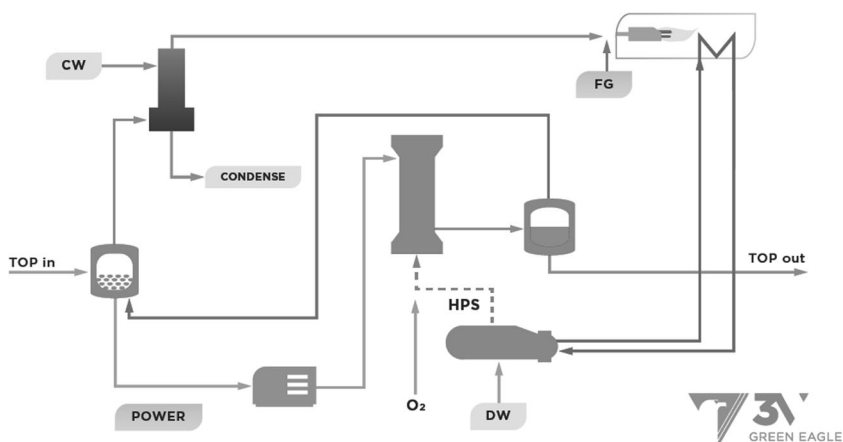 CW
FG
CONDENSE
TOP in
TOP out
HPS
POWER
O₂
DW
3V
GREEN EAGLE